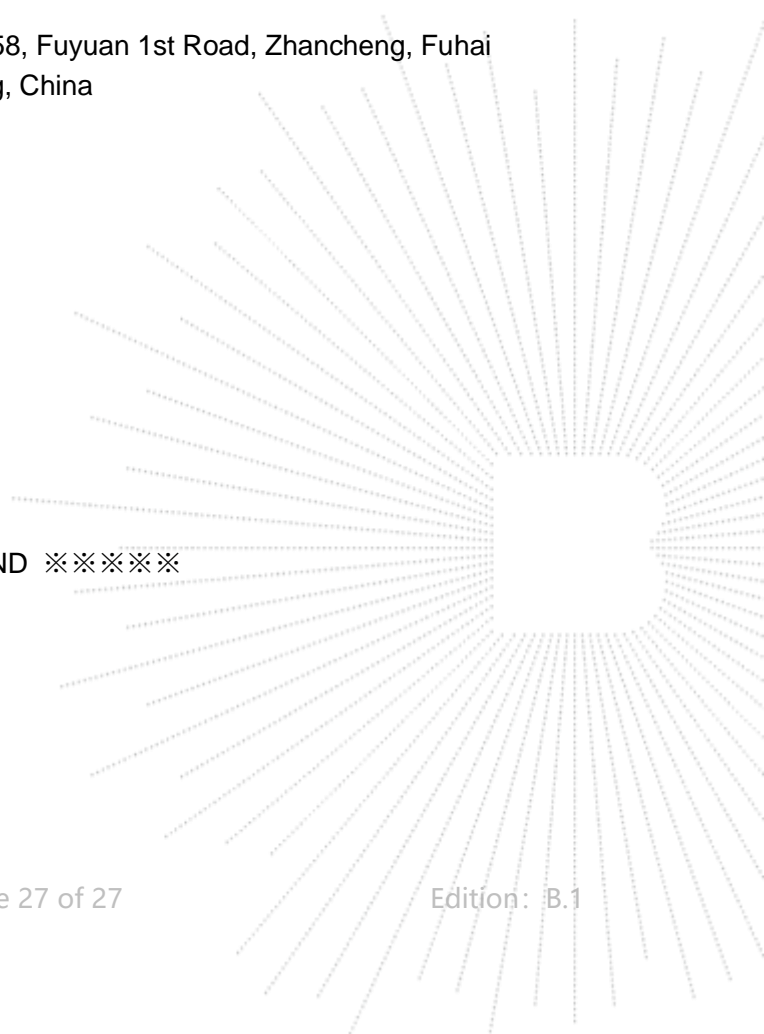 58, Fuyuan 1st Road, Zhancheng, Fuhai
g, China
ND ※※※※※
e 27 of 27 Edition: B.1